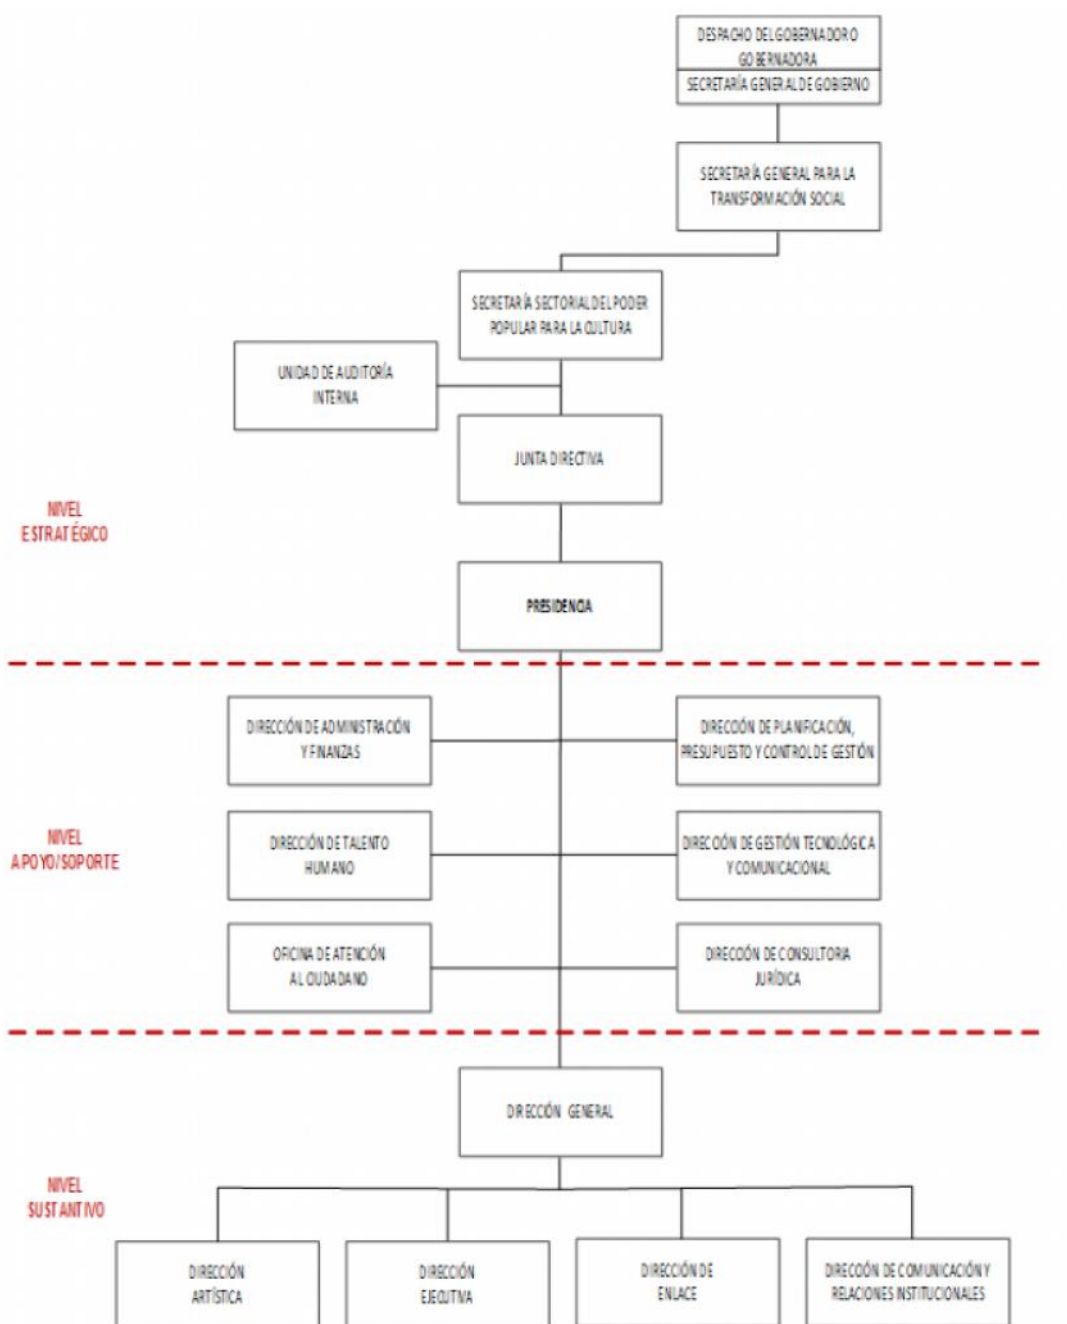 DESPACHO DEL GOBERNADOR O
GOBERNADORA
SECRETARÍA GENERAL DE GOBIERNO
SECRETARÍA GENERAL PARA LA
TRANSFORMACIÓN SOCIAL
SECRETARÍA SECTORIAL DEL PODER
POPULAR PARA LA CULTURA
UNIDAD DE AUDITORÍA
INTERNA
JUNTA DIRECTIVA
NIVEL
ESTRATÉGICO
PRESIDENCIA
DIRECCIÓN DE ADMINISTRACIÓN
Y FINANZAS
DIRECCIÓN DE PLANIFICACIÓN,
PRESUPUESTO Y CONTROL DE GESTIÓN
NIVEL
APOYO/SOPORTE
DIRECCIÓN DE TALENTO
HUMANO
DIRECCIÓN DE GESTIÓN TECNOLÓGICA
Y COMUNICACIONAL
OFICINA DE ATENCIÓN
AL CIUDADANO
DIRECCIÓN DE CONSULTORIA
JURÍDICA
DIRECCIÓN GENERAL
NIVEL
SUSTANTIVO
DIRECCIÓN
ARTÍSTICA
DIRECCIÓN
EJECUTIVA
DIRECCIÓN DE
ENLACE
DIRECCIÓN DE COMUNICACIÓN Y
RELACIONES INSTITUCIONALES